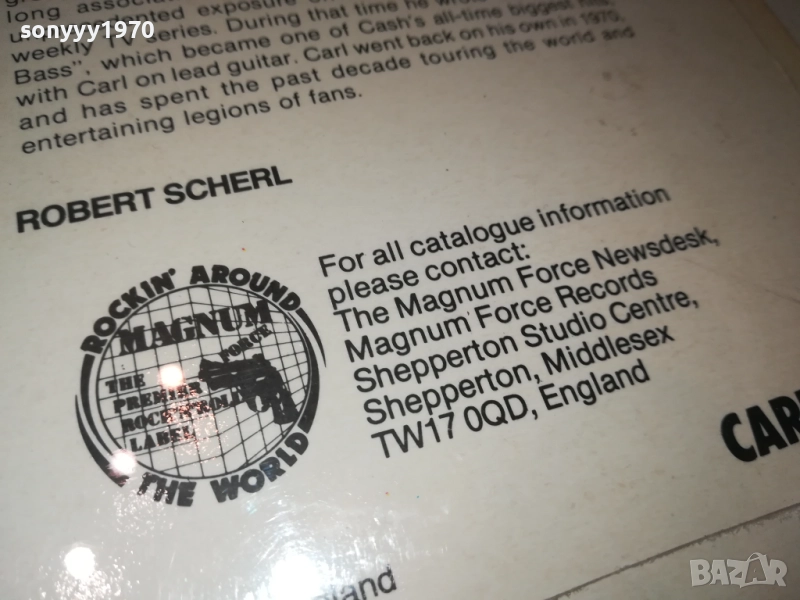 sonyyy1970
long associat
exposure
weekly TV series. During that time he wrote
Bass", which became one of Cash's all-time biggest hits,
with Carl on lead guitar. Carl went back on his own in 1970,
and has spent the past decade touring the world and
entertaining legions of fans.
ROBERT SCHERL
ROCKIN' AROUND
MAGNUM
FORCE
THE
PREMIER
ROCK'N'ROLL
LABEL
THE WORLD
For all catalogue information
please contact:
The Magnum Force Newsdesk,
Magnum Force Records
Shepperton Studio Centre,
Shepperton, Middlesex
TW17 0QD, England
CAR
land
BAZAR